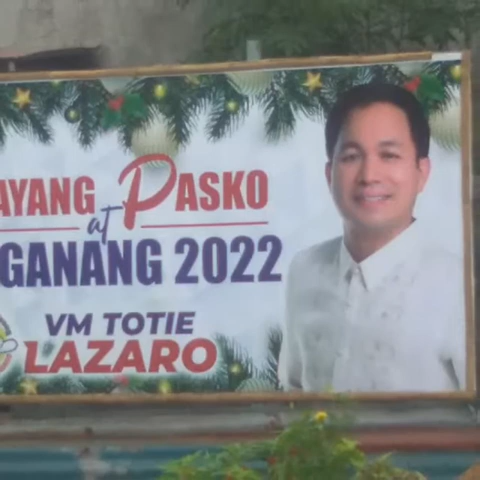 AYANG PASKO
at
GANANG 2022
VM TOTIE
LAZARO